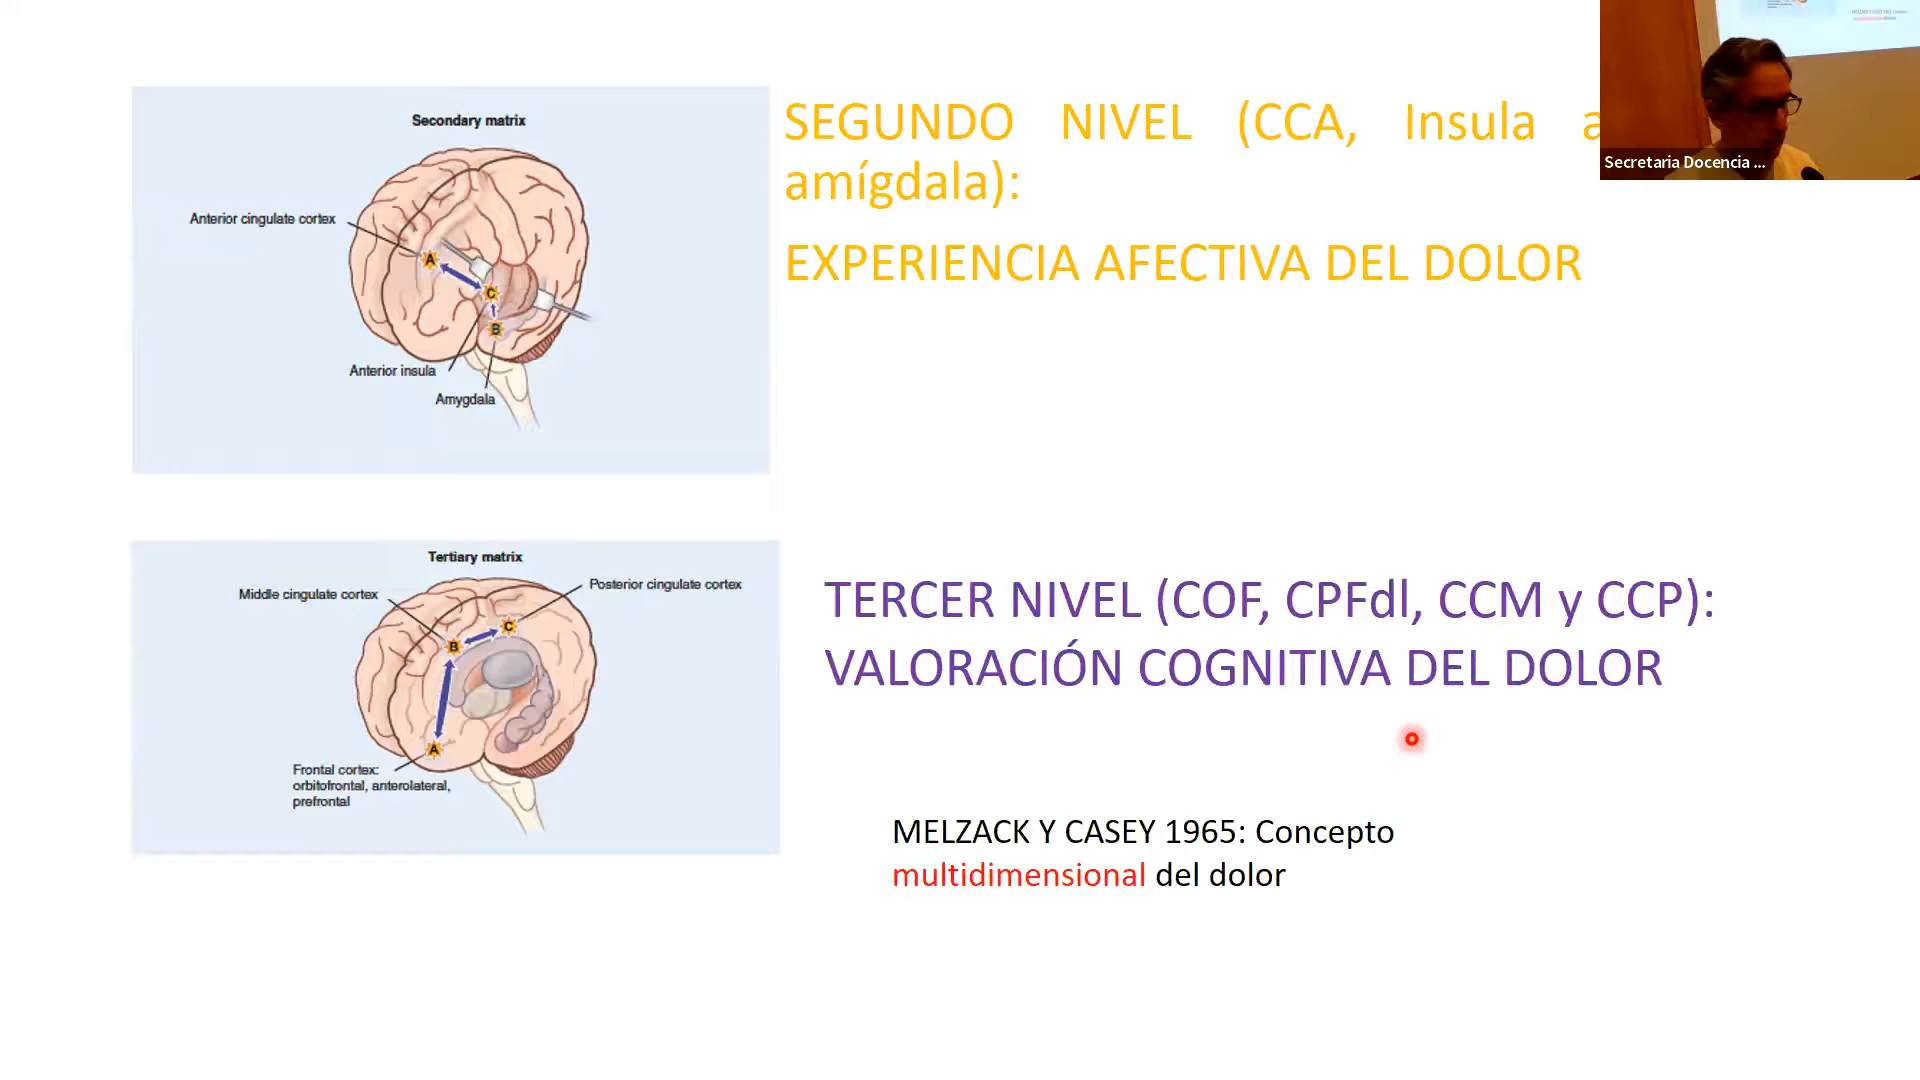 Secondary matrix
Anterior cingulate cortex
A
C
B
Anterior insula
Amygdala
SEGUNDO NIVEL (CCA, Insula
amígdala):
EXPERIENCIA AFECTIVA DEL DOLOR
Secretaria Docencia ...
Tertiary matrix
Middle cingulate cortex
Posterior cingulate cortex
C
B
A
Frontal cortex:
orbitofrontal, anterolateral,
prefrontal
TERCER NIVEL (COF, CPFdl, CCM y CCP):
VALORACIÓN COGNITIVA DEL DOLOR
MELZACK Y CASEY 1965: Concepto
multidimensional del dolor